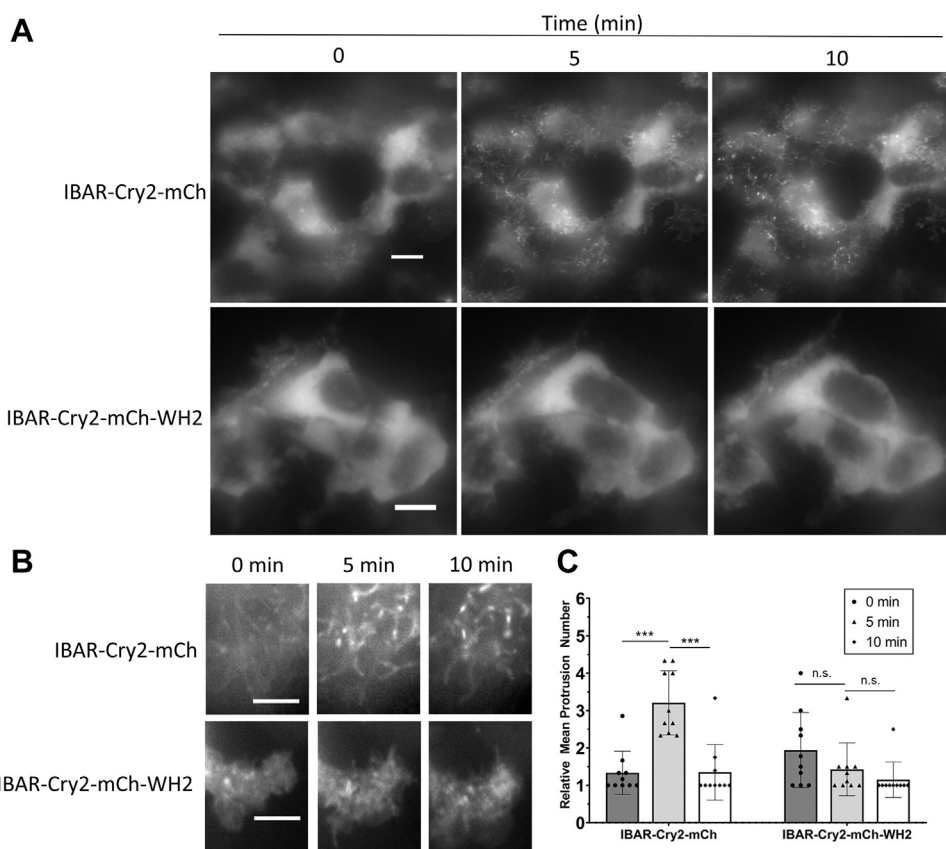 A
Time (min)
0 5 10
IBAR-Cry2-mCh
IBAR-Cry2-mCh-WH2
B
0 min 5 min 10 min
IBAR-Cry2-mCh
IBAR-Cry2-mCh-WH2
C
Relative Mean Protrusion Number
6
5
4
3
2
1
0
0 min
5 min
10 min
*** ***
n.s. n.s.
IBAR-Cry2-mCh IBAR-Cry2-mCh-WH2